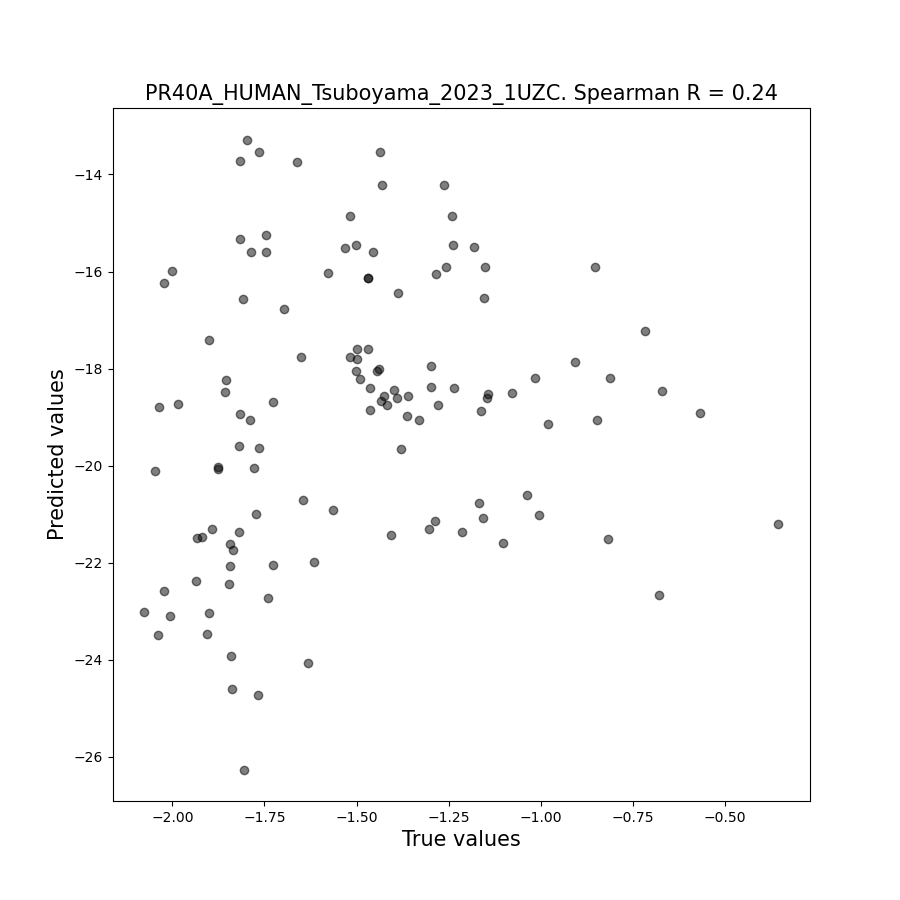 PR40A_HUMAN_Tsuboyama_2023_1UZC. Spearman R = 0.24
Predicted values
−14
−16
−18
−20
−22
−24
−26
−2.00 −1.75 −1.50 −1.25 −1.00 −0.75 −0.50
True values